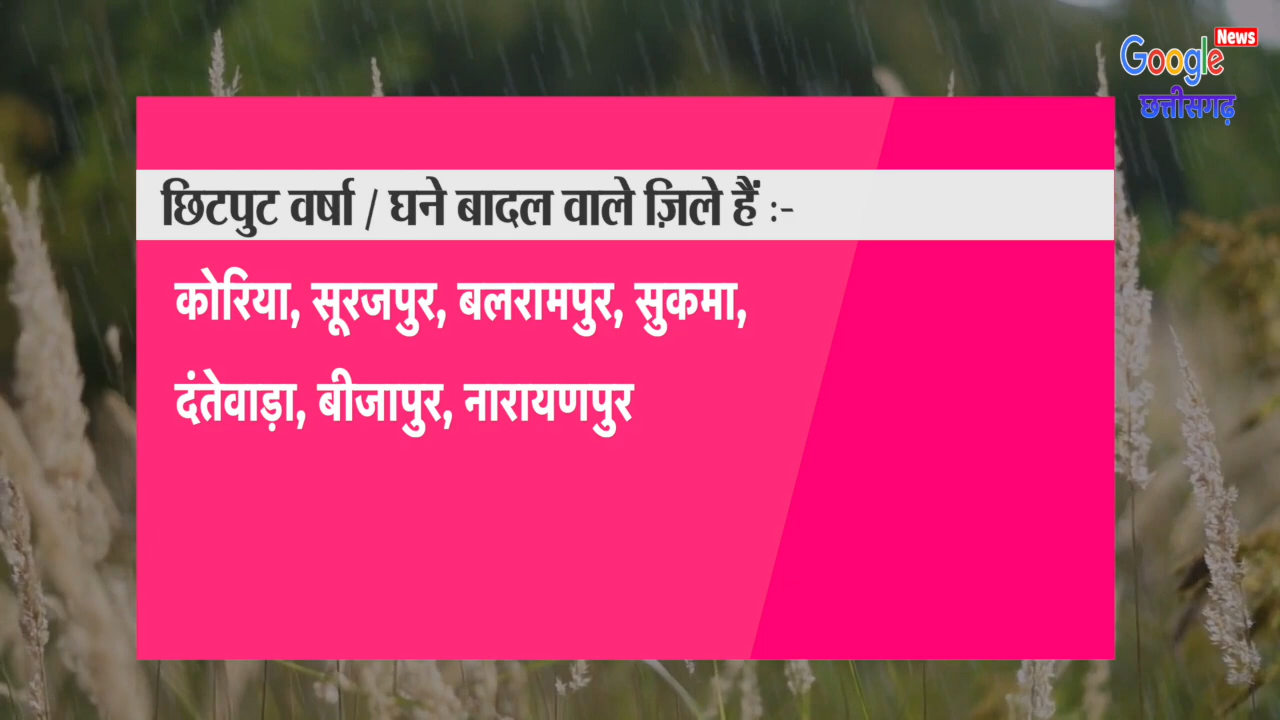 News
Google
छत्तीसगढ़
छिटपुट वर्षा / घने बादल वाले ज़िले हैं :-
कोरिया, सूरजपुर, बलरामपुर, सुकमा,
दंतेवाड़ा, बीजापुर, नारायणपुर